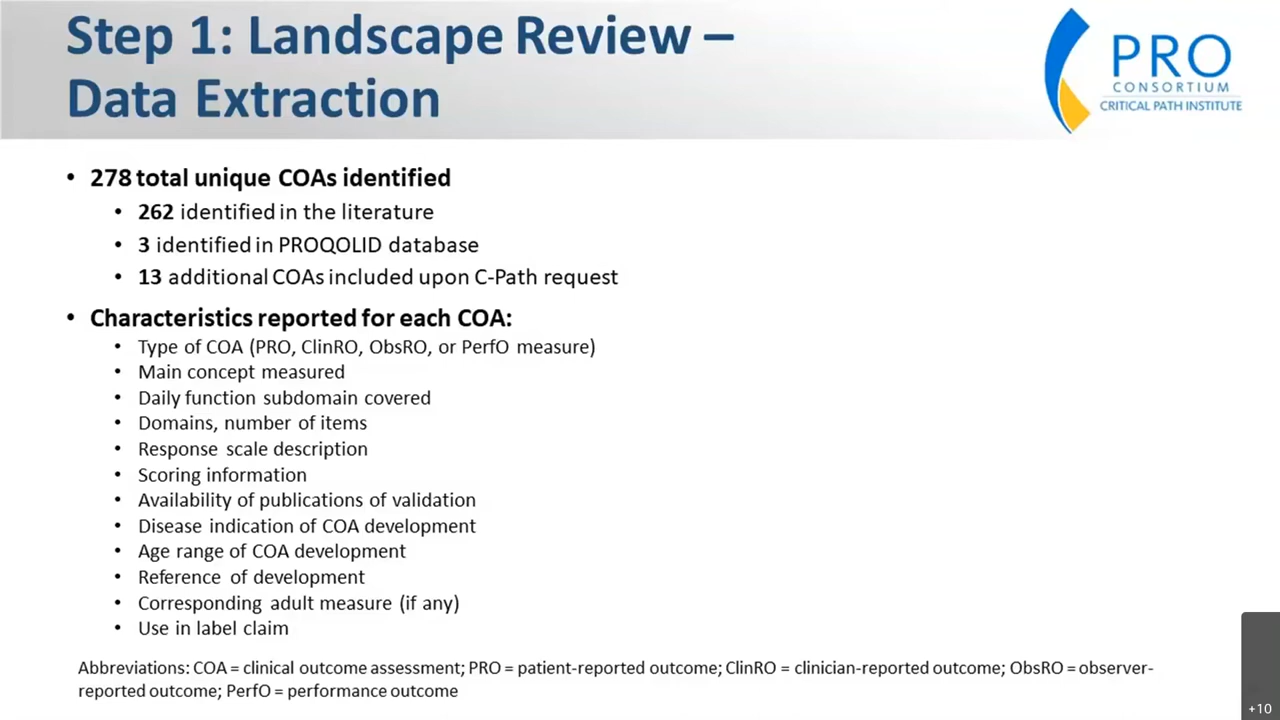 Step 1: Landscape Review –
Data Extraction
PRO
CONSORTIUM
CRITICAL PATH INSTITUTE
• 278 total unique COAs identified
• 262 identified in the literature
• 3 identified in PROQOLID database
• 13 additional COAs included upon C-Path request
• Characteristics reported for each COA:
• Type of COA (PRO, ClinRO, ObsRO, or PerfO measure)
• Main concept measured
• Daily function subdomain covered
• Domains, number of items
• Response scale description
• Scoring information
• Availability of publications of validation
• Disease indication of COA development
• Age range of COA development
• Reference of development
• Corresponding adult measure (if any)
• Use in label claim
Abbreviations: COA = clinical outcome assessment; PRO = patient-reported outcome; ClinRO = clinician-reported outcome; ObsRO = observer-
reported outcome; PerfO = performance outcome
+10